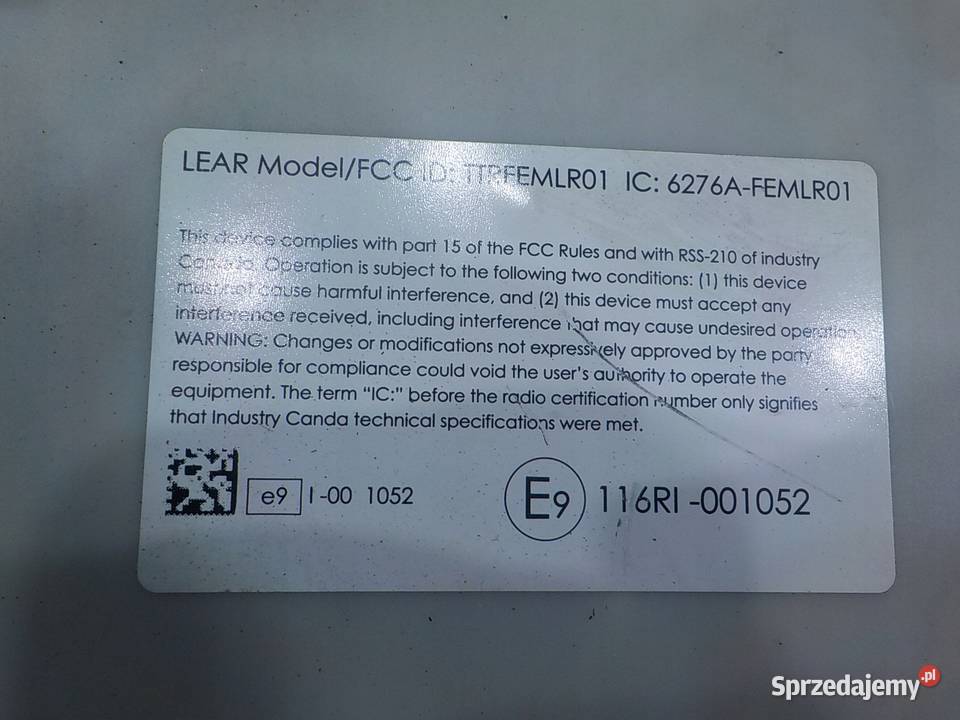 LEAR Model/FCC ID: TTRFEMLR01 IC: 6276A-FEMLR01
This device complies with part 15 of the FCC Rules and with RSS-210 of industry
Canada. Operation is subject to the following two conditions: (1) this device
must not cause harmful interference, and (2) this device must accept any
interference received, including interference that may cause undesired operation.
WARNING: Changes or modifications not expressively approved by the party
responsible for compliance could void the user's authority to operate the
equipment. The term "IC:" before the radio certification number only signifies
that Industry Canda technical specifications were met.
e9 I -00 1052 E9 116RI -001052
Sprzedajemy.pl